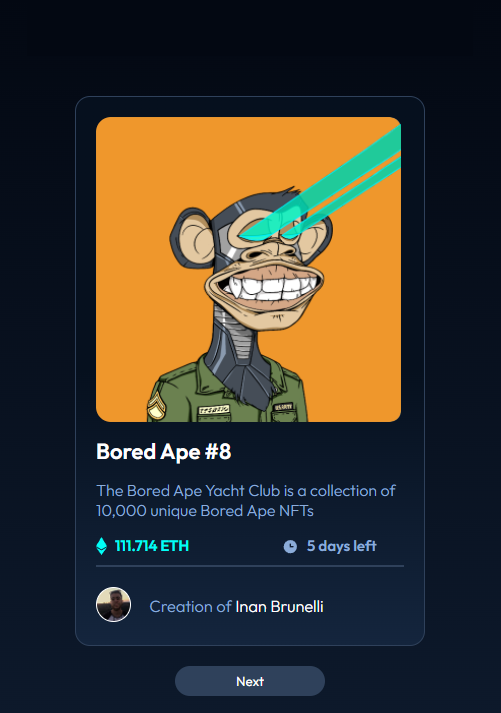 Bored Ape #8
The Bored Ape Yacht Club is a collection of
10,000 unique Bored Ape NFTs
111.714 ETH
5 days left
Creation of Inan Brunelli
Next